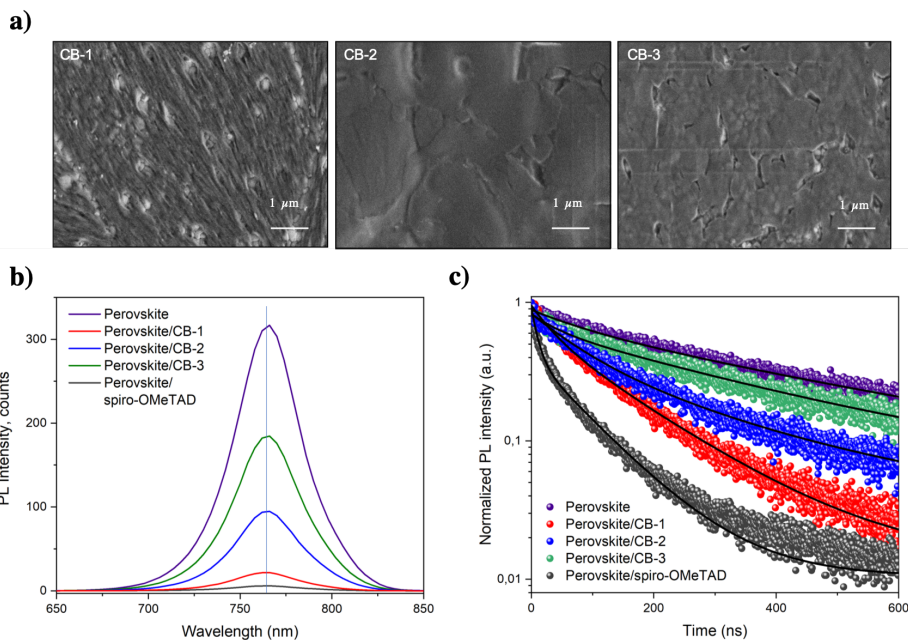 a)
CB-1
CB-2
CB-3
1 µm
1 µm
1 µm
b)
PL intensity, counts
300
200
100
0
Perovskite
Perovskite/CB-1
Perovskite/CB-2
Perovskite/CB-3
Perovskite/
spiro-OMeTAD
650
700
750
800
850
Wavelength (nm)
c)
Normalized PL intensity (a.u.)
1
0,1
0,01
Perovskite
Perovskite/CB-1
Perovskite/CB-2
Perovskite/CB-3
Perovskite/spiro-OMeTAD
0
200
400
600
Time (ns)